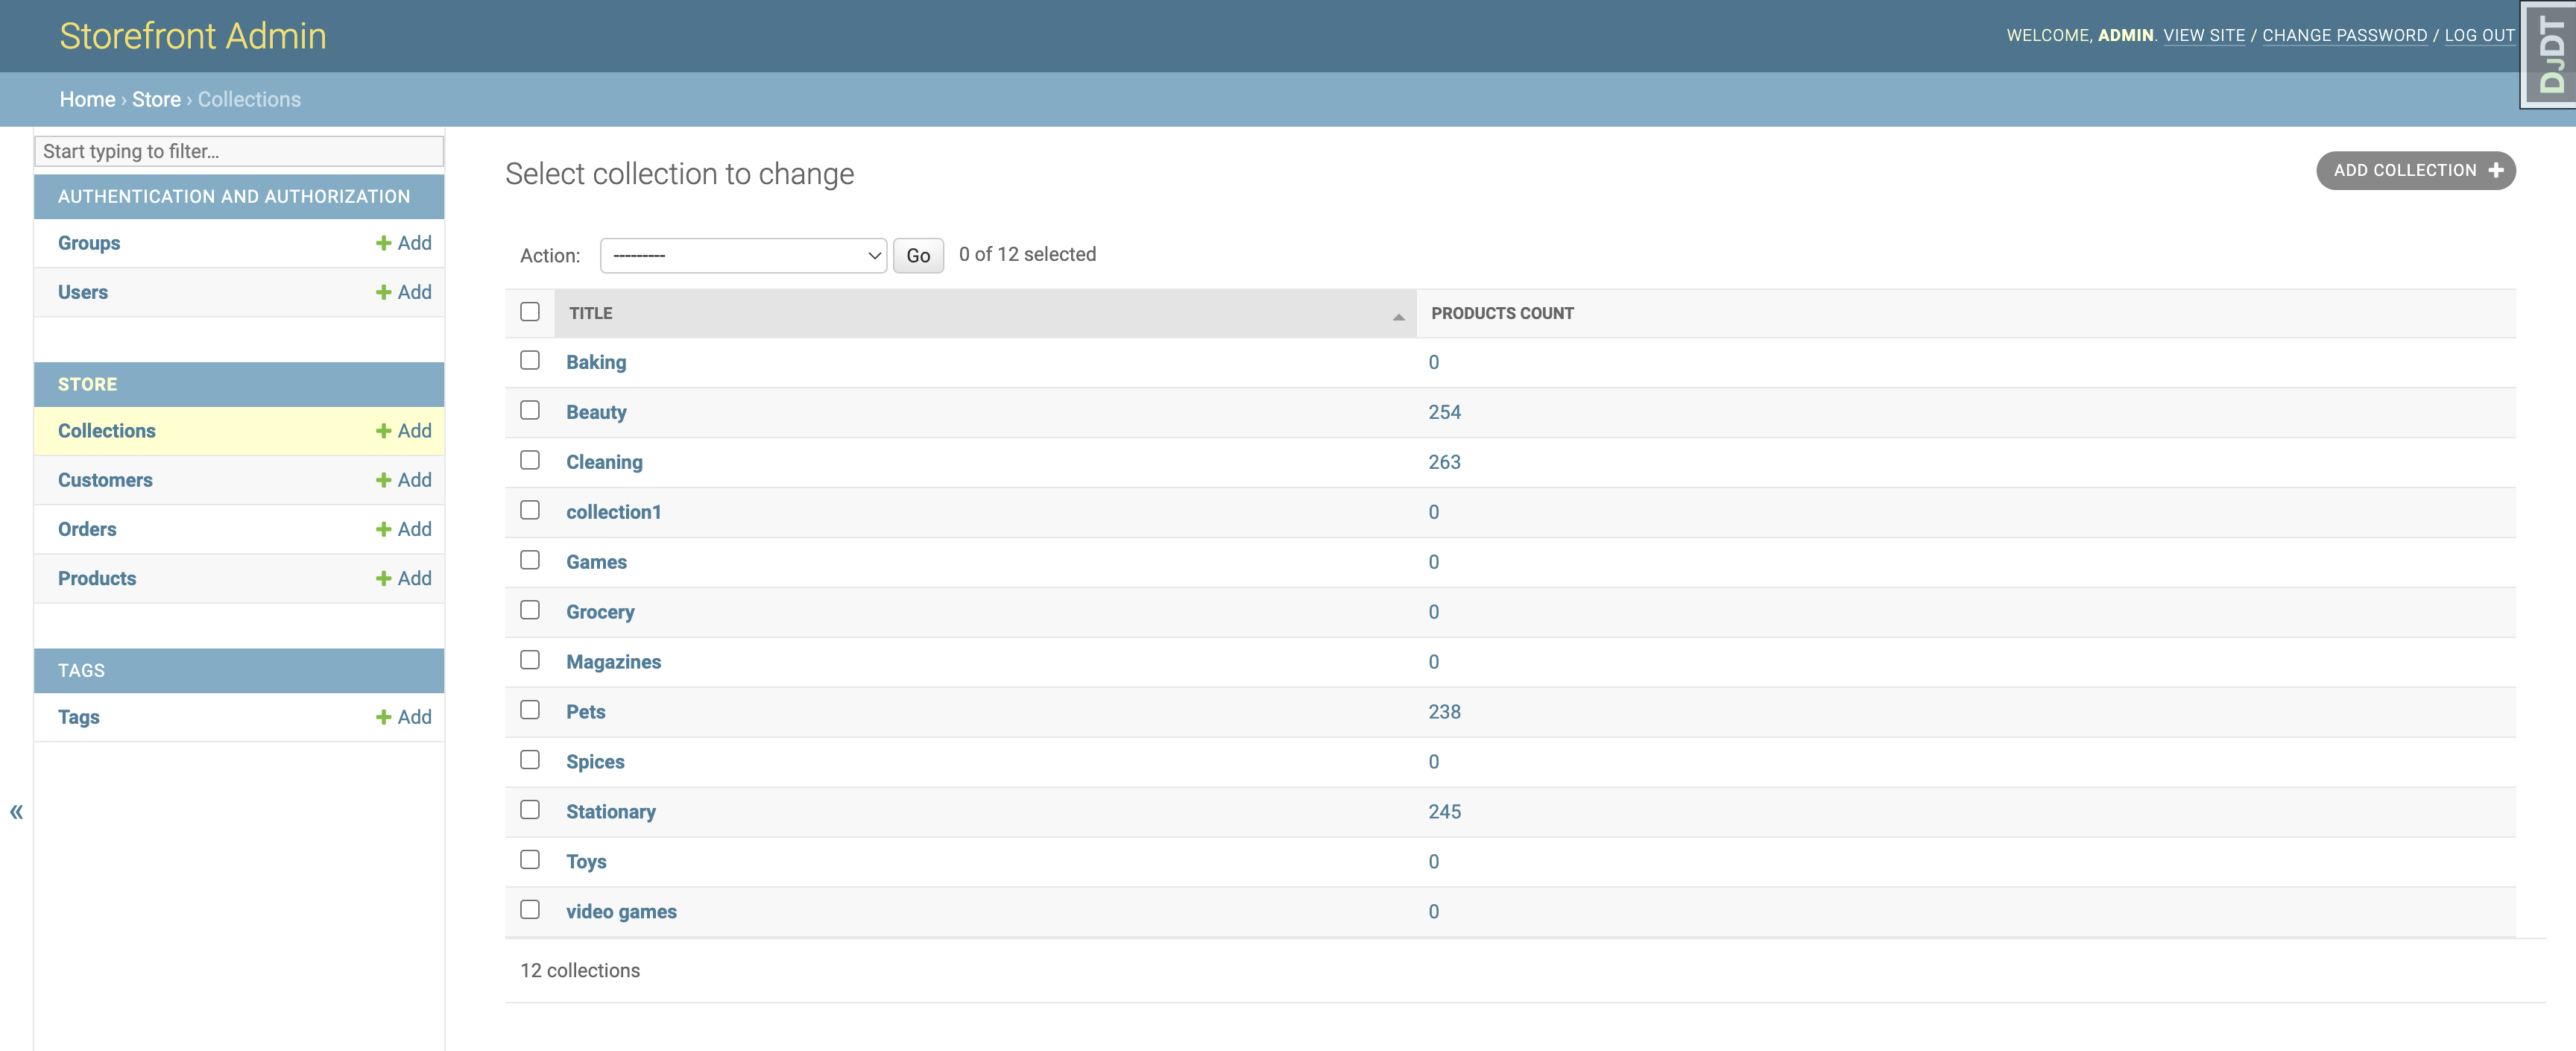 Storefront Admin
WELCOME, ADMIN. VIEW SITE / CHANGE PASSWORD / LOG OUT
DJDT
Home › Store › Collections
Start typing to filter…
AUTHENTICATION AND AUTHORIZATION
Groups + Add
Users + Add
STORE
Collections + Add
Customers + Add
Orders + Add
Products + Add
TAGS
Tags + Add
«
Select collection to change
ADD COLLECTION +
Action: --------- Go 0 of 12 selected
TITLE PRODUCTS COUNT
Baking 0
Beauty 254
Cleaning 263
collection1 0
Games 0
Grocery 0
Magazines 0
Pets 238
Spices 0
Stationary 245
Toys 0
video games 0
12 collections